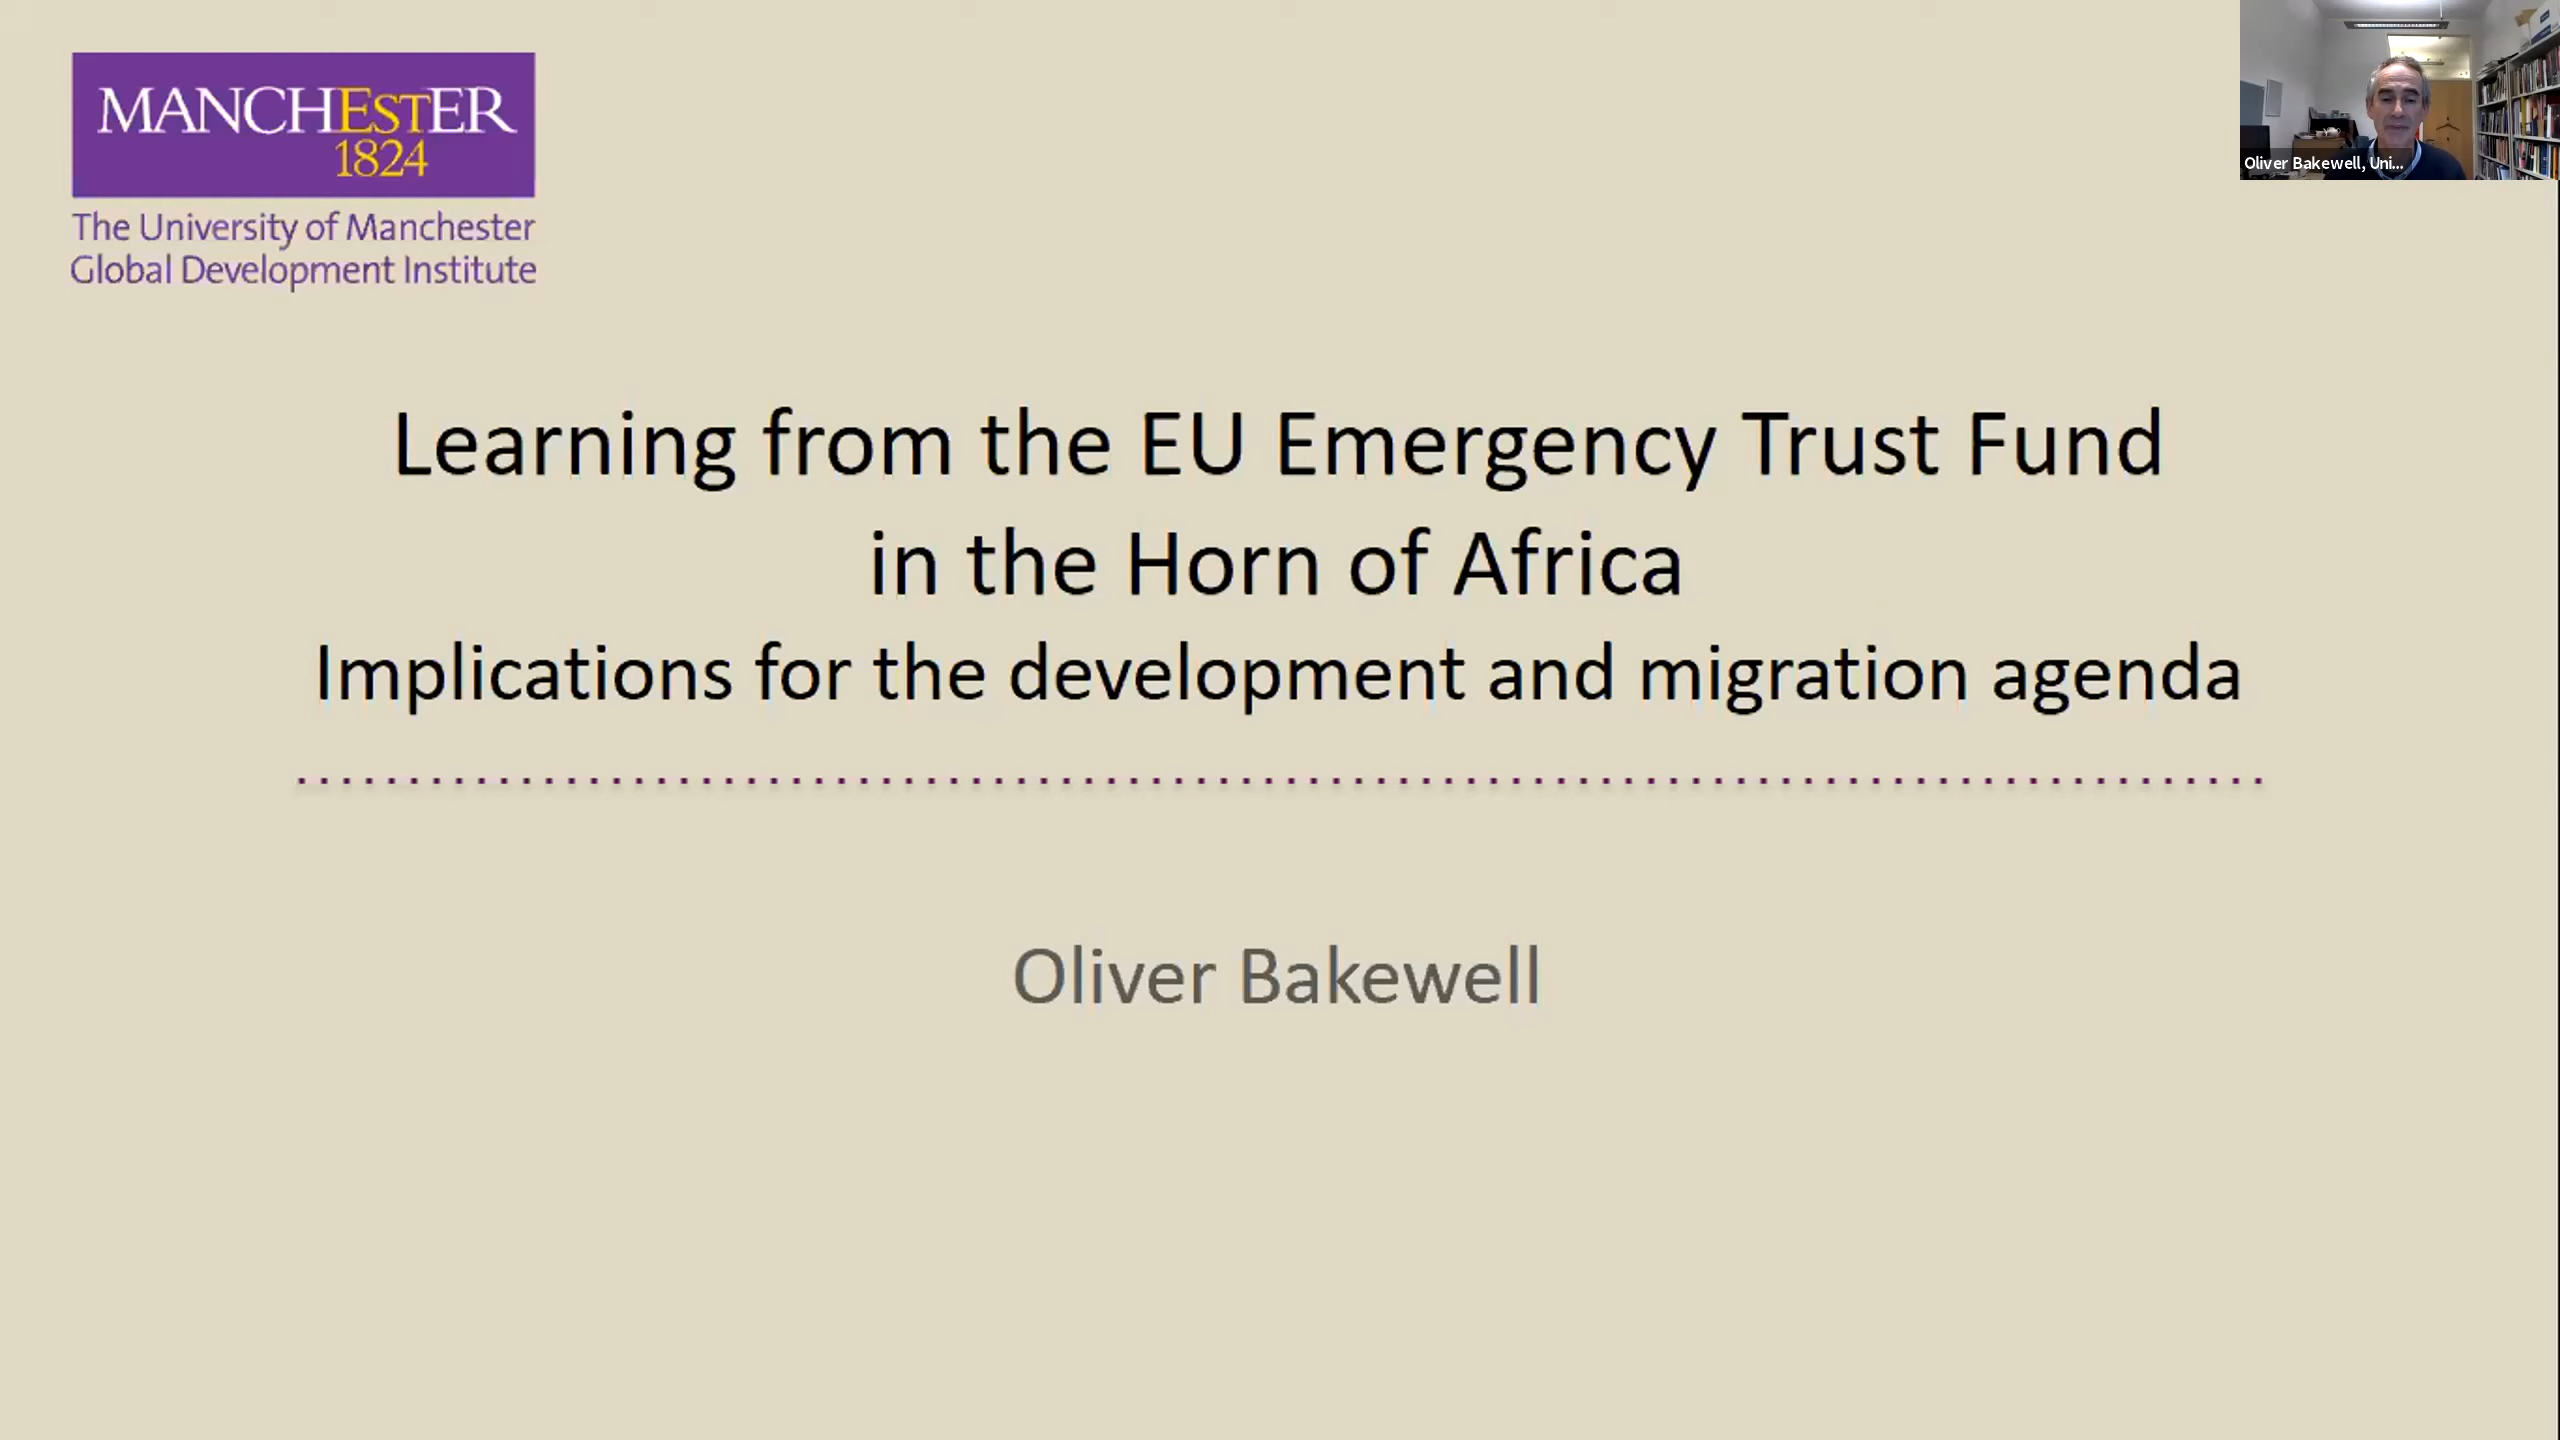 MANCHESTER
1824
The University of Manchester
Global Development Institute
Oliver Bakewell, Uni...
Learning from the EU Emergency Trust Fund
in the Horn of Africa
Implications for the development and migration agenda
Oliver Bakewell